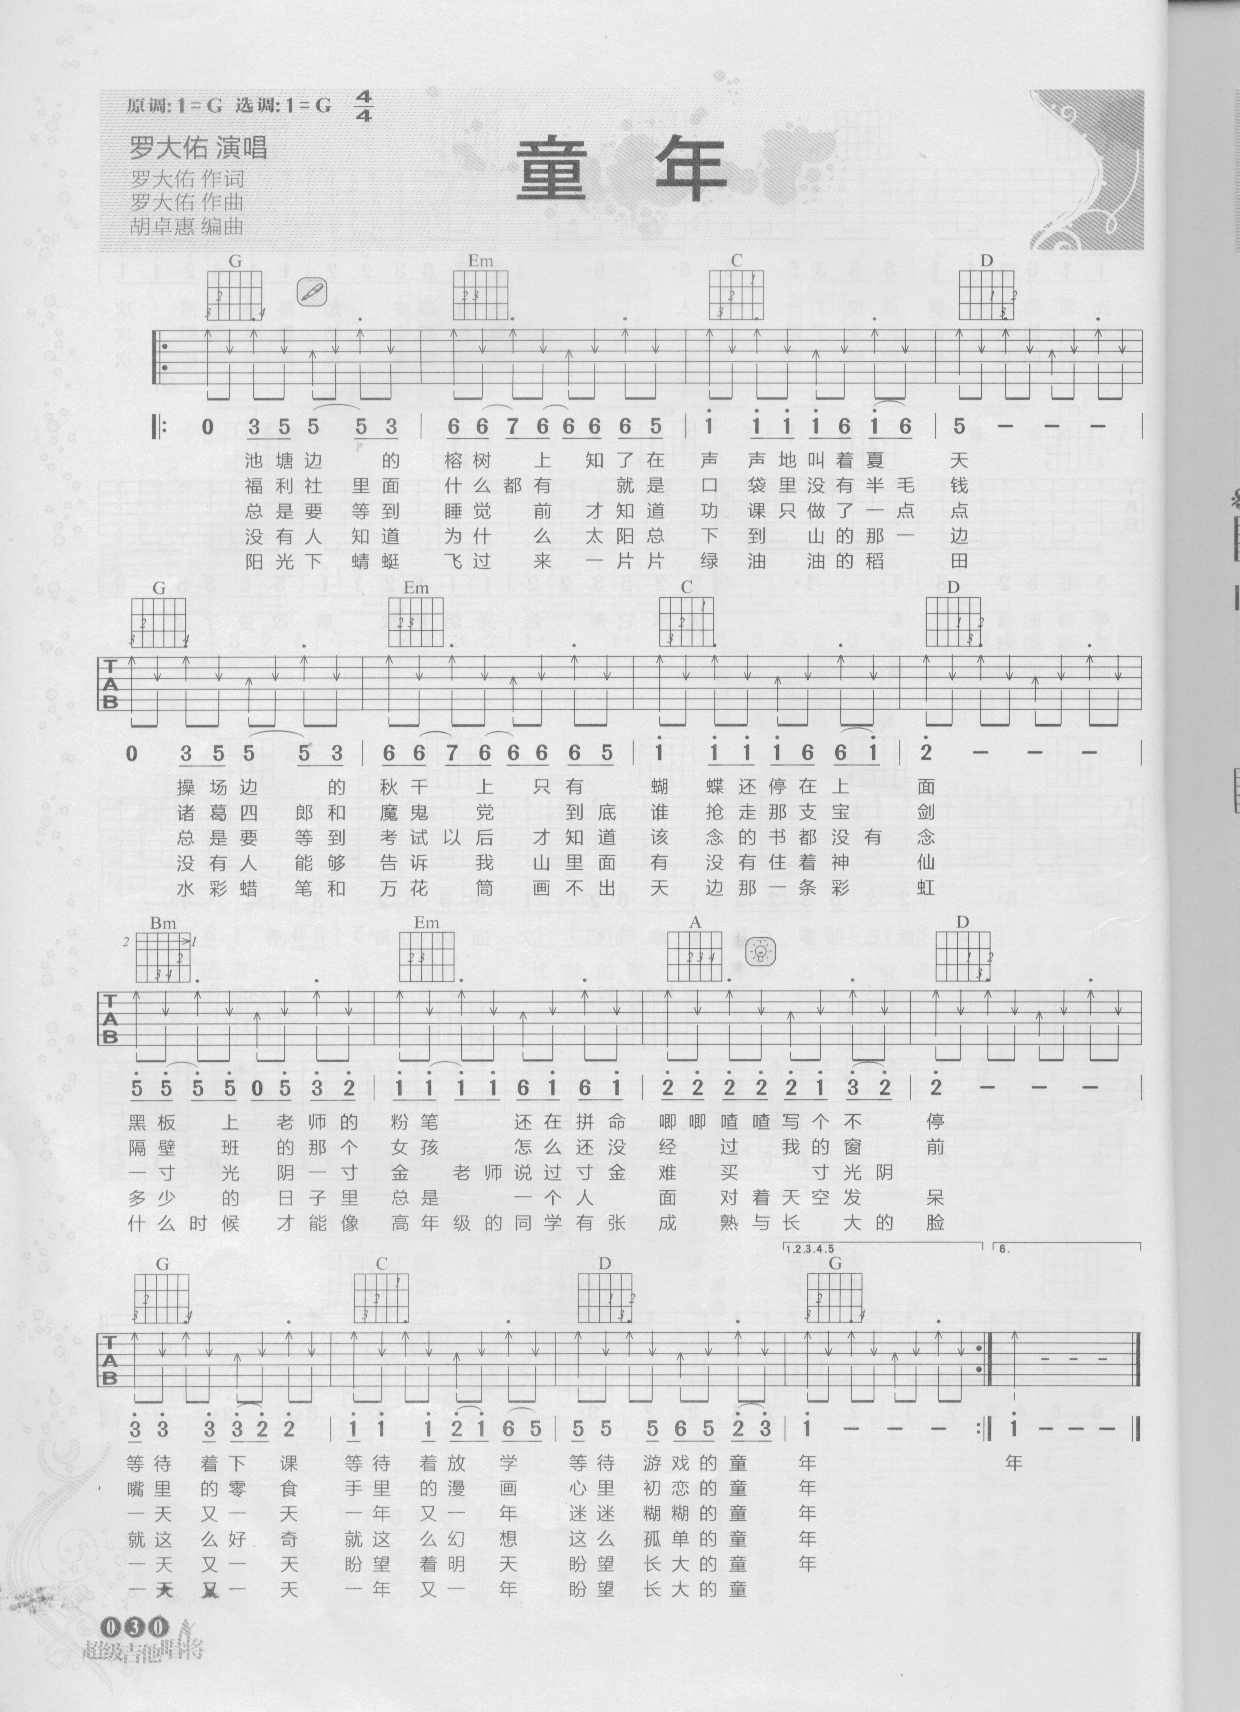 原调:1=G 选调:1=G 4/4
罗大佑 演唱
罗大佑 作词
罗大佑 作曲
胡卓惠 编曲
童 年
G Em C D
0 3 5 5 5 3 | 6 6 7 6 6 6 6 5 | 1 1 1 1 6 1 6 | 5 — — — |
池塘边 的 榕树 上 知了在 声 声地叫着夏 天
福利社 里面 什么都有 就是 口 袋里没有半毛 钱
总是要 等到 睡觉 前 才知道 功 课只做了一点 点
没有人 知道 为什 么 太阳总 下 到 山的那一 边
阳光下 蜻蜓 飞过 来 一片片 绿 油 油的稻 田
G Em C D
T
A
B
0 3 5 5 5 3 | 6 6 7 6 6 6 6 5 | 1 1 1 1 6 6 1 | 2 — — — |
操场边 的 秋千 上 只有 蝴 蝶还停在上 面
诸葛四 郎和 魔鬼 党 到底 谁 抢走那支宝 剑
总是要 等到 考试以后 才知道 该 念的书都没有 念
没有人 能够 告诉 我 山里面 有 没有住着神 仙
水彩蜡 笔和 万花 筒 画不出 天 边那一条彩 虹
Bm Em A D
T
A
B
5 5 5 5 0 5 3 2 | 1 1 1 1 6 1 6 1 | 2 2 2 2 2 1 3 2 | 2 — — — |
黑板 上 老师的 粉笔 还在拼命 唧唧喳喳写个不 停
隔壁 班 的那个 女孩 怎么还没 经 过 我的窗 前
一寸 光 阴一寸 金 老师说过寸金 难 买 寸光阴
多少 的 日子里 总是 一个人 面 对着天空发 呆
什么时候 才能像 高年级的同学有张 成 熟与长 大的 脸
1.2.3.4.5 6.
G C D G
T
A
B
3 3 3 3 2 2 | 1 1 1 2 1 6 5 | 5 5 5 6 5 2 3 | 1 — — — :| 1 — — — |
等待 着下 课 等待 着放 学 等待 游戏的童 年 年
嘴里 的零 食 手里 的漫 画 心里 初恋的童 年
一天 又一 天 一年 又一 年 迷迷 糊糊的童 年
就这 么好 奇 就这 么幻 想 这么 孤单的童 年
一天 又一 天 盼望 着明 天 盼望 长大的童 年
一天 又一 天 一年 又一 年 盼望 长大的童
030
超级吉他叫将